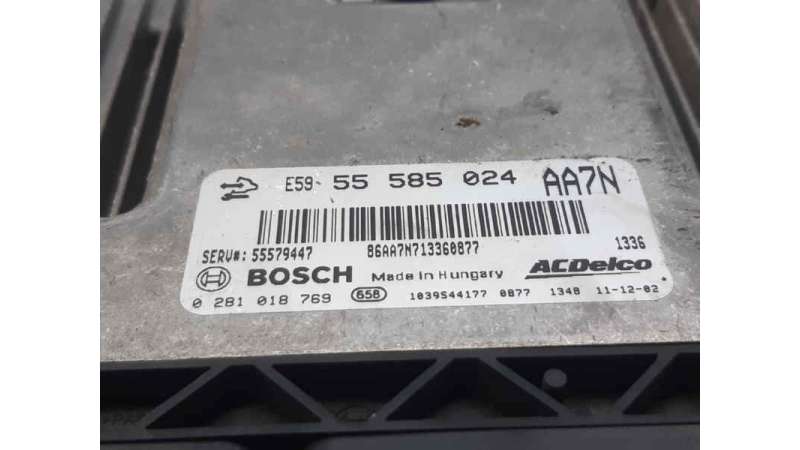 E59 55 585 024 AA7N
SERV#: 55579447 86AA7N713360877 1336
BOSCH Made in Hungary ACDelco
0 281 018 769 658 1039S44177 0877 1348 11-12-02